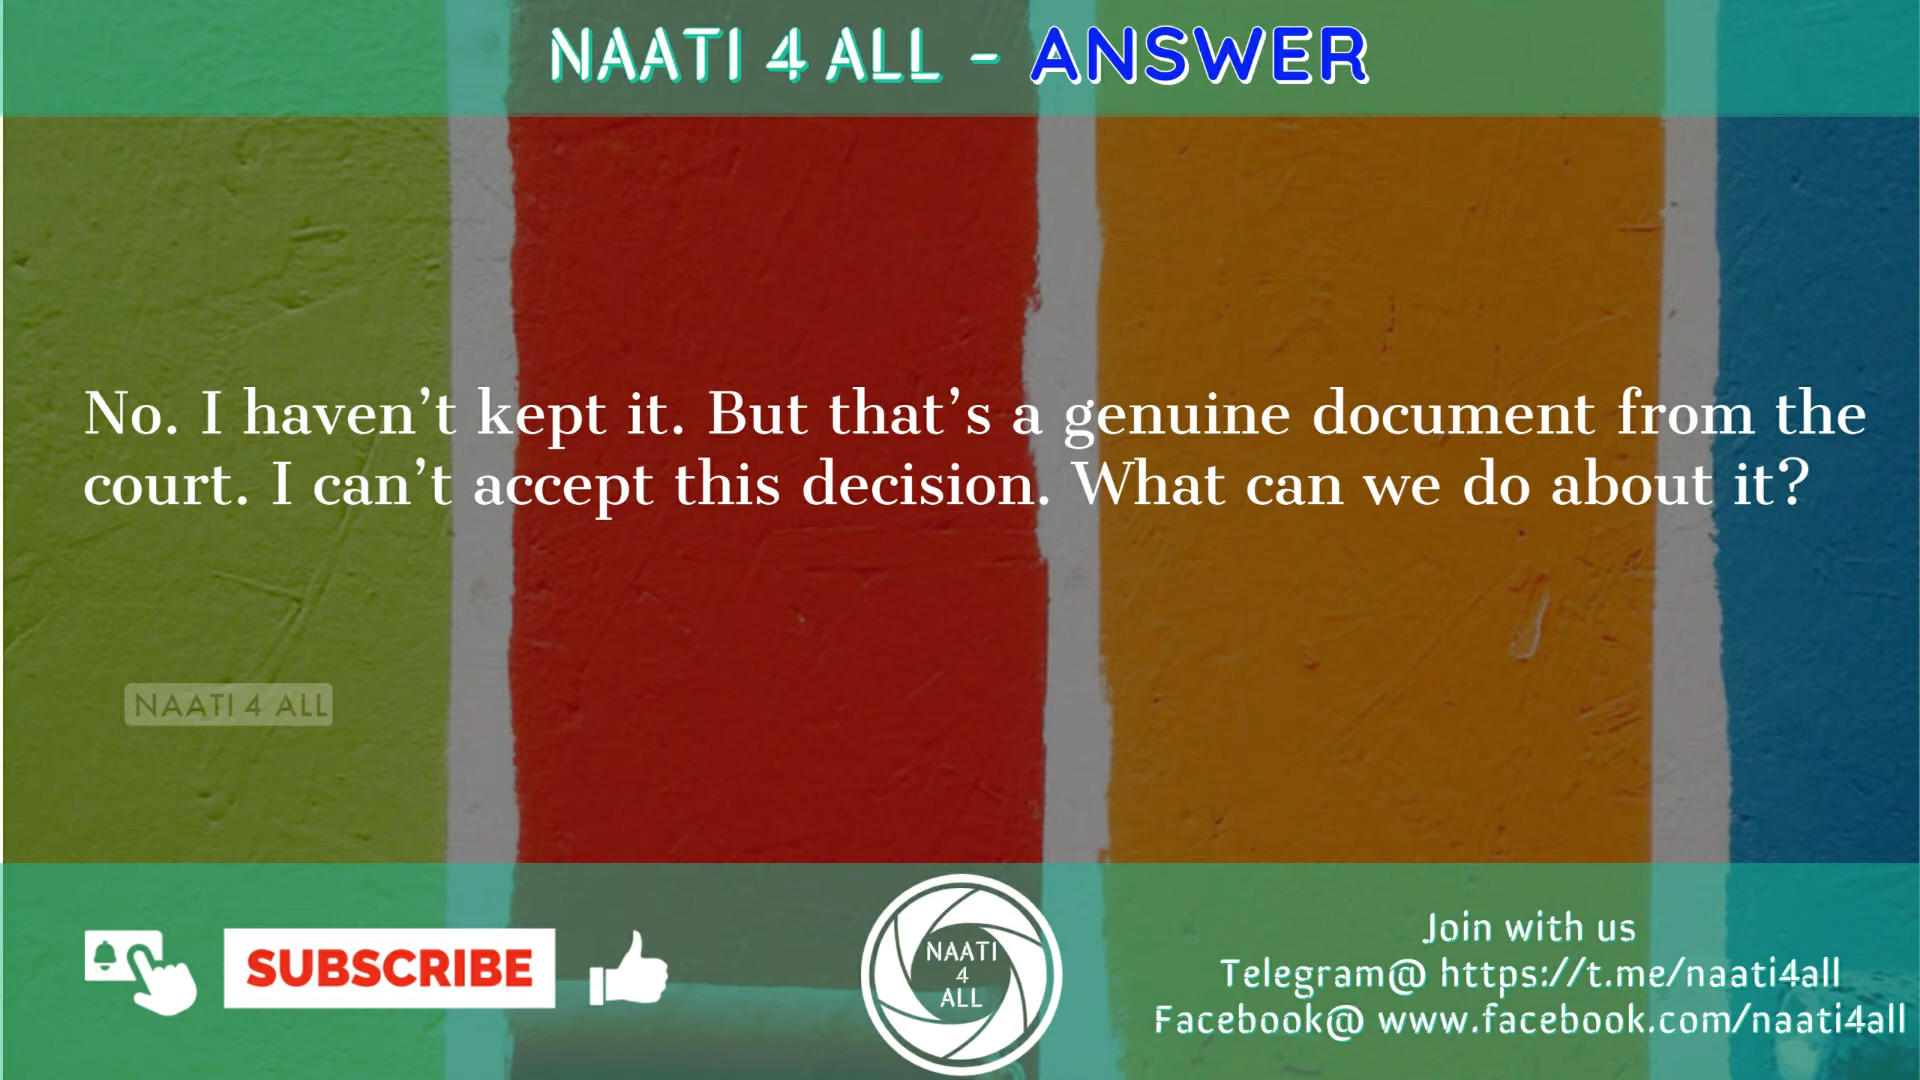 NAATI 4 ALL - ANSWER
No. I haven’t kept it. But that’s a genuine document from the
court. I can’t accept this decision. What can we do about it?
NAATI 4 ALL
SUBSCRIBE
NAATI
4
ALL
Join with us
Telegram@ https://t.me/naati4all
Facebook@ www.facebook.com/naati4all